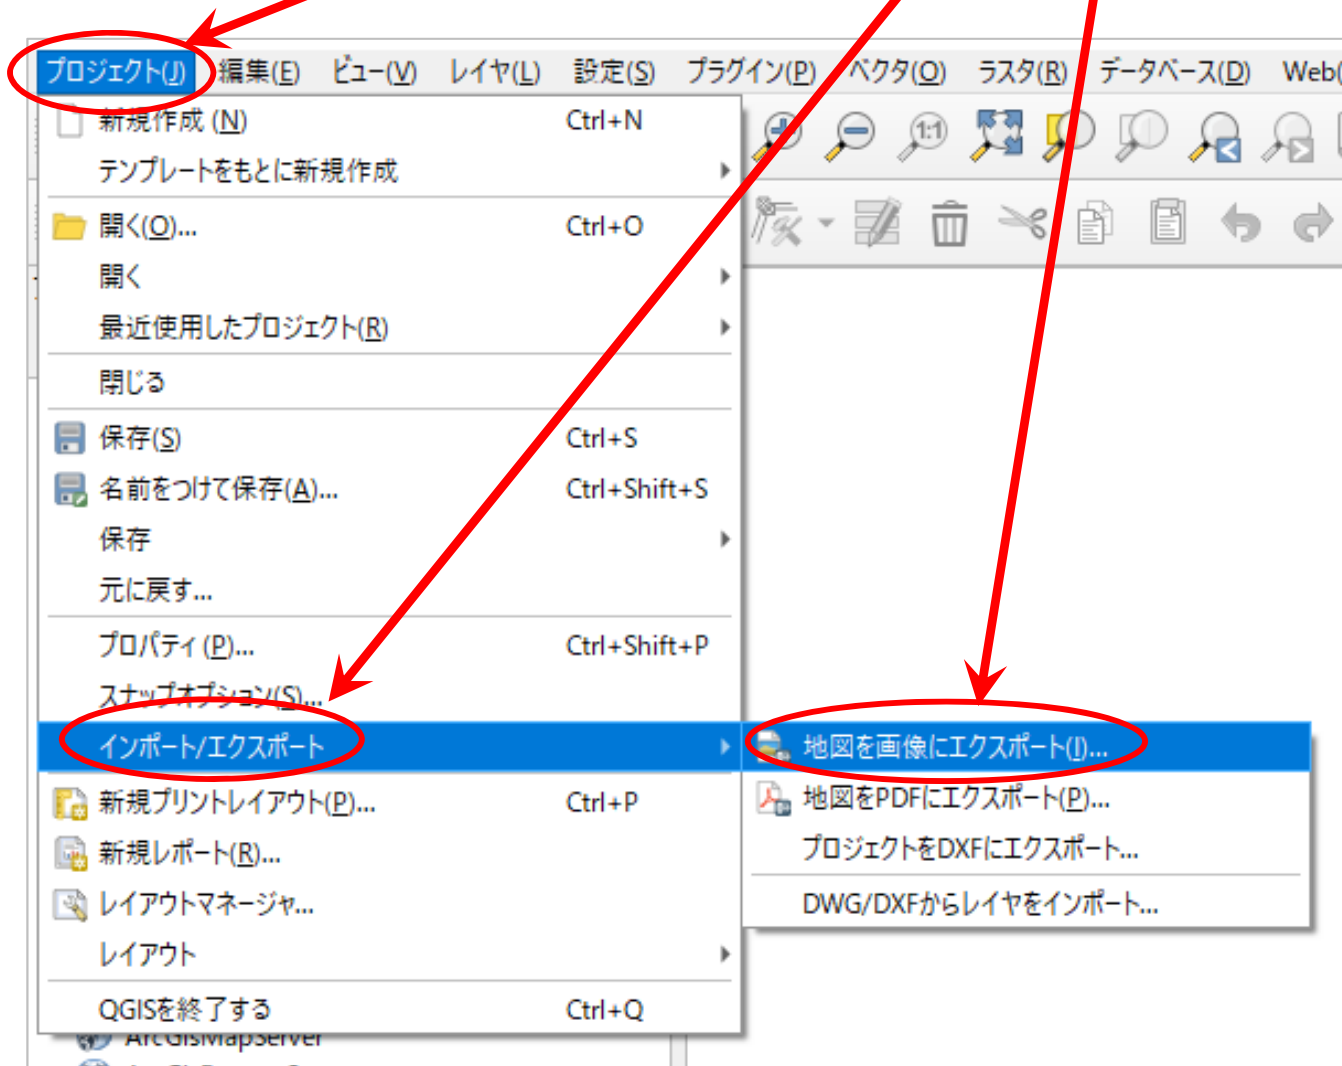 プロジェクト(J) 編集(E) ビュー(V) レイヤ(L) 設定(S) プラグイン(P) ベクタ(O) ラスタ(R) データベース(D) Web(
新規作成 (N) Ctrl+N
テンプレートをもとに新規作成
開く(O)... Ctrl+O
開く
最近使用したプロジェクト(R)
閉じる
保存(S) Ctrl+S
名前をつけて保存(A)... Ctrl+Shift+S
保存
元に戻す...
プロパティ (P)... Ctrl+Shift+P
スナップオプション(S)...
インポート/エクスポート
新規プリントレイアウト(P)... Ctrl+P
新規レポート(R)...
レイアウトマネージャ...
レイアウト
QGISを終了する Ctrl+Q
地図を画像にエクスポート(I)...
地図をPDFにエクスポート(P)...
プロジェクトをDXFにエクスポート...
DWG/DXFからレイヤをインポート...
1:1
ArcGisMapServer